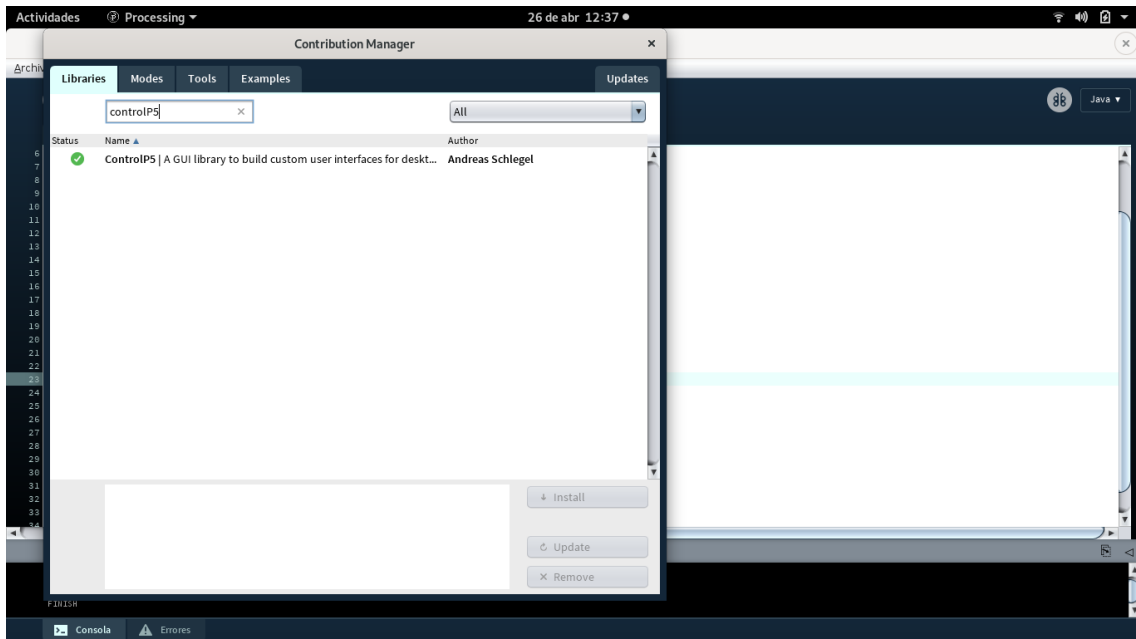 Actividades Processing 26 de abr 12:37
Contribution Manager
Archiv
Libraries Modes Tools Examples Updates
controlP5 All
Java
Status Name Author
ControlP5 | A GUI library to build custom user interfaces for deskt... Andreas Schlegel
6
7
8
9
10
11
12
13
14
15
16
17
18
19
20
21
22
23
24
25
26
27
28
29
30
31
32
33
34
Install
Update
Remove
FINISH
Consola Errores